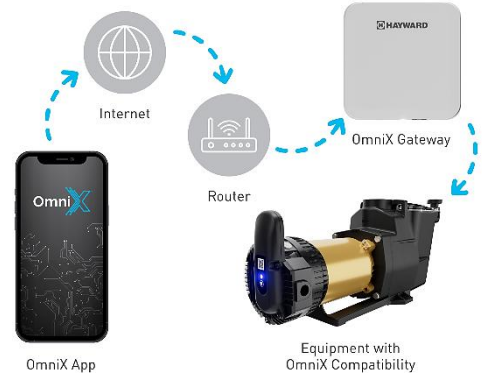 HAYWARD
Internet
OmniX Gateway
Router
OmniX
OmniX App
Equipment with
OmniX Compatibility